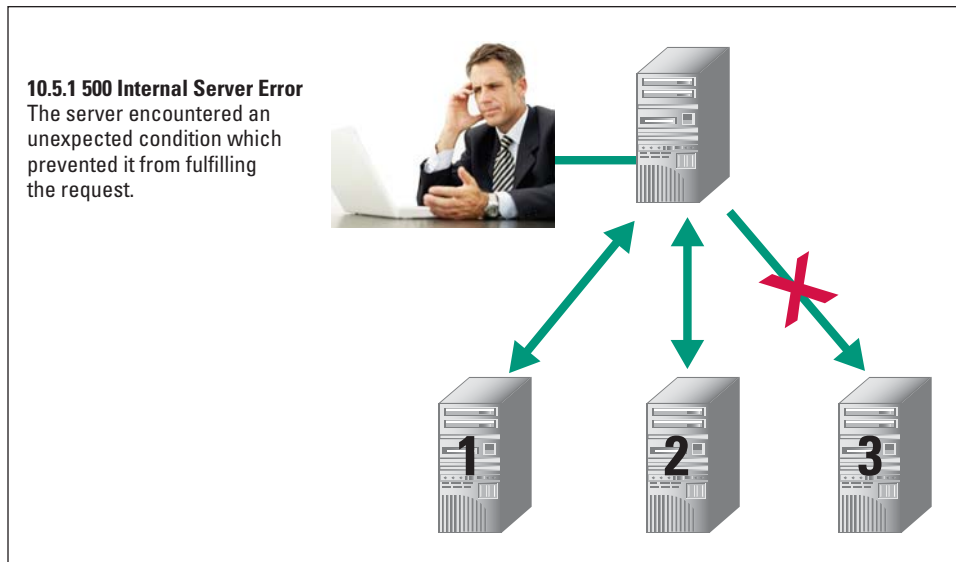 10.5.1 500 Internal Server Error
The server encountered an
unexpected condition which
prevented it from fulfilling
the request.
1
2
3